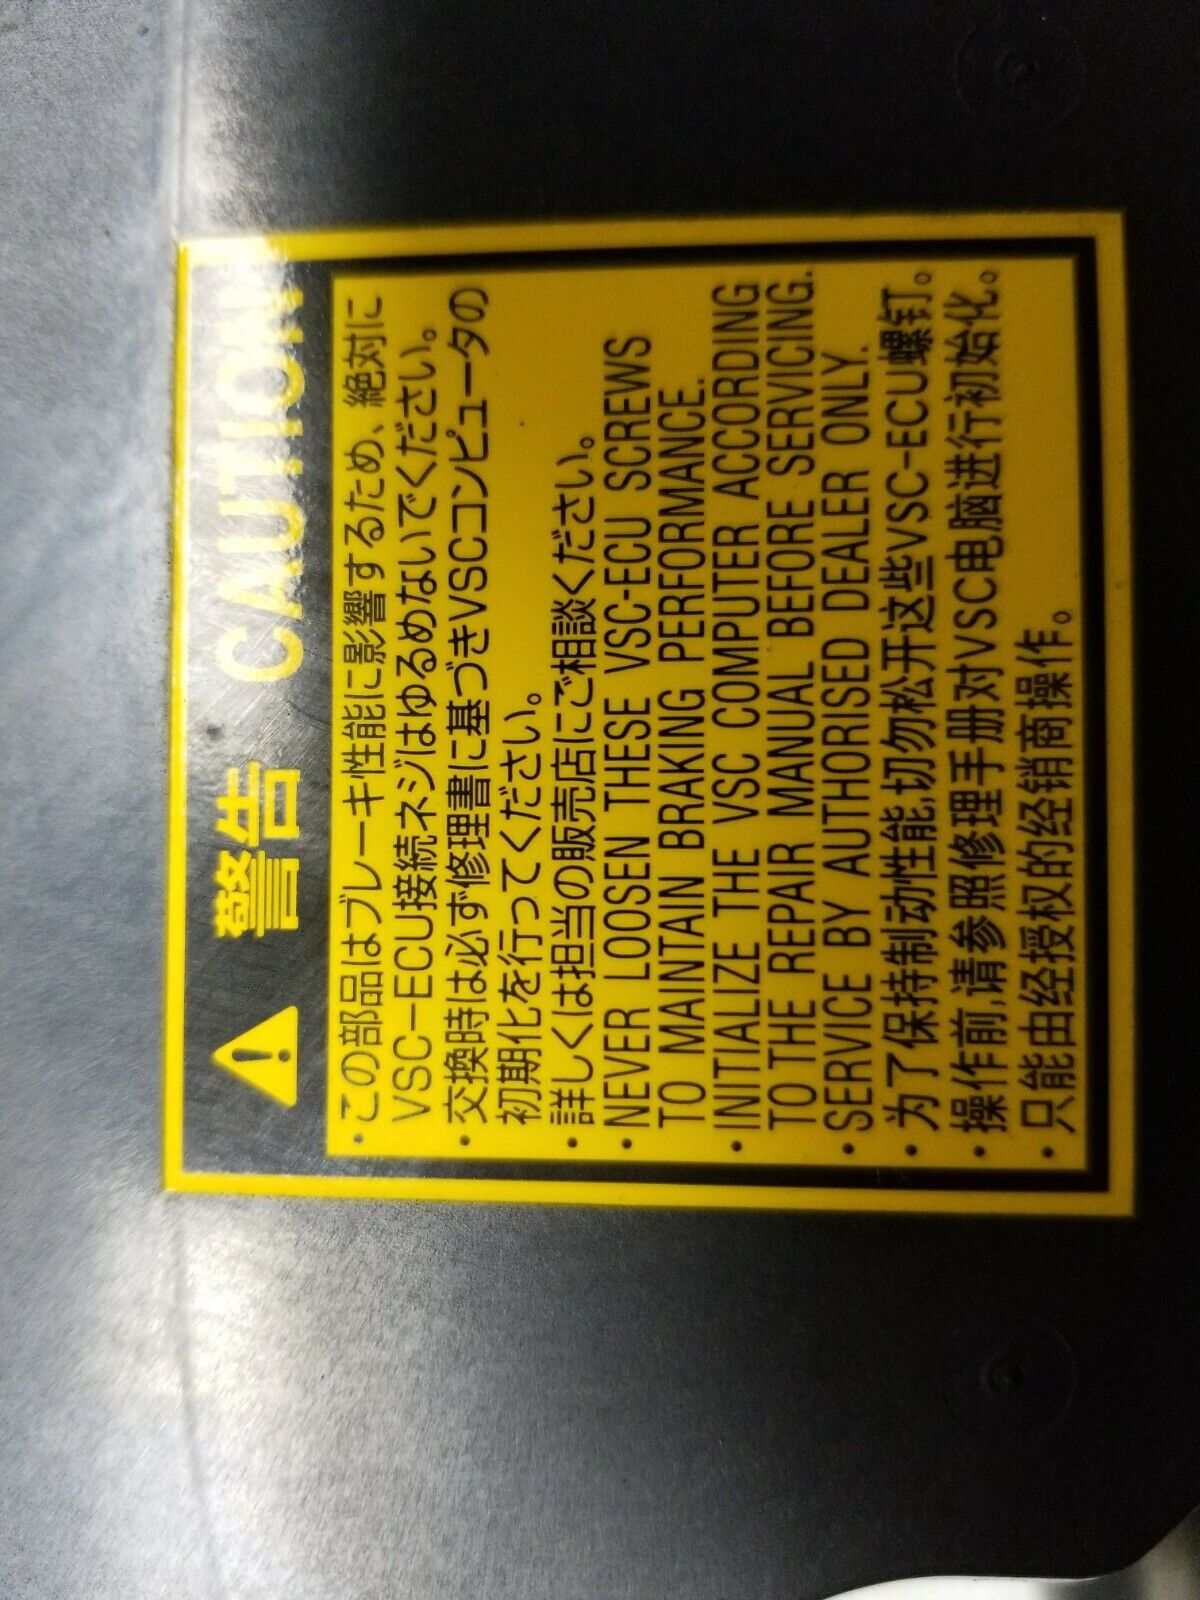 警告 CAUTION
・この部品はブレーキ性能に影響するため、絶対に
VSC-ECU接続ネジはゆるめないでください。
・交換時は必ず修理書に基づきVSCコンピュータの
初期化を行ってください。
・詳しくは担当の販売店にご相談ください。
・NEVER LOOSEN THESE VSC-ECU SCREWS
TO MAINTAIN BRAKING PERFORMANCE.
・INITIALIZE THE VSC COMPUTER ACCORDING
TO THE REPAIR MANUAL BEFORE SERVICING.
・SERVICE BY AUTHORISED DEALER ONLY.
・为了保持制动性能,切勿松开这些VSC-ECU螺钉。
・操作前,请参照修理手册对VSC电脑进行初始化。
・只能由经授权的经销商操作。